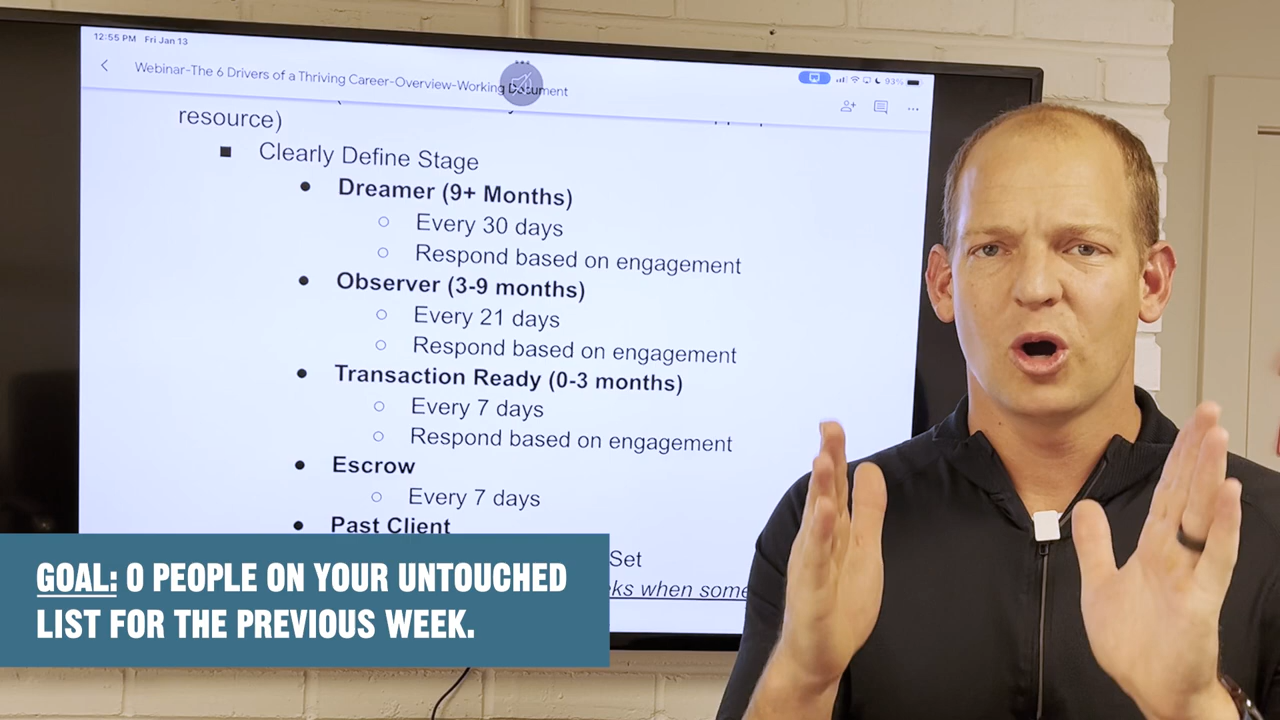 12:55 PM Fri Jan 13
93%
Webinar-The 6 Drivers of a Thriving Career-Overview-Working Document
resource)
Clearly Define Stage
Dreamer (9+ Months)
Every 30 days
Respond based on engagement
Observer (3-9 months)
Every 21 days
Respond based on engagement
Transaction Ready (0-3 months)
Every 7 days
Respond based on engagement
Escrow
Every 7 days
Past Client
Set
when some
GOAL: 0 PEOPLE ON YOUR UNTOUCHED
LIST FOR THE PREVIOUS WEEK.